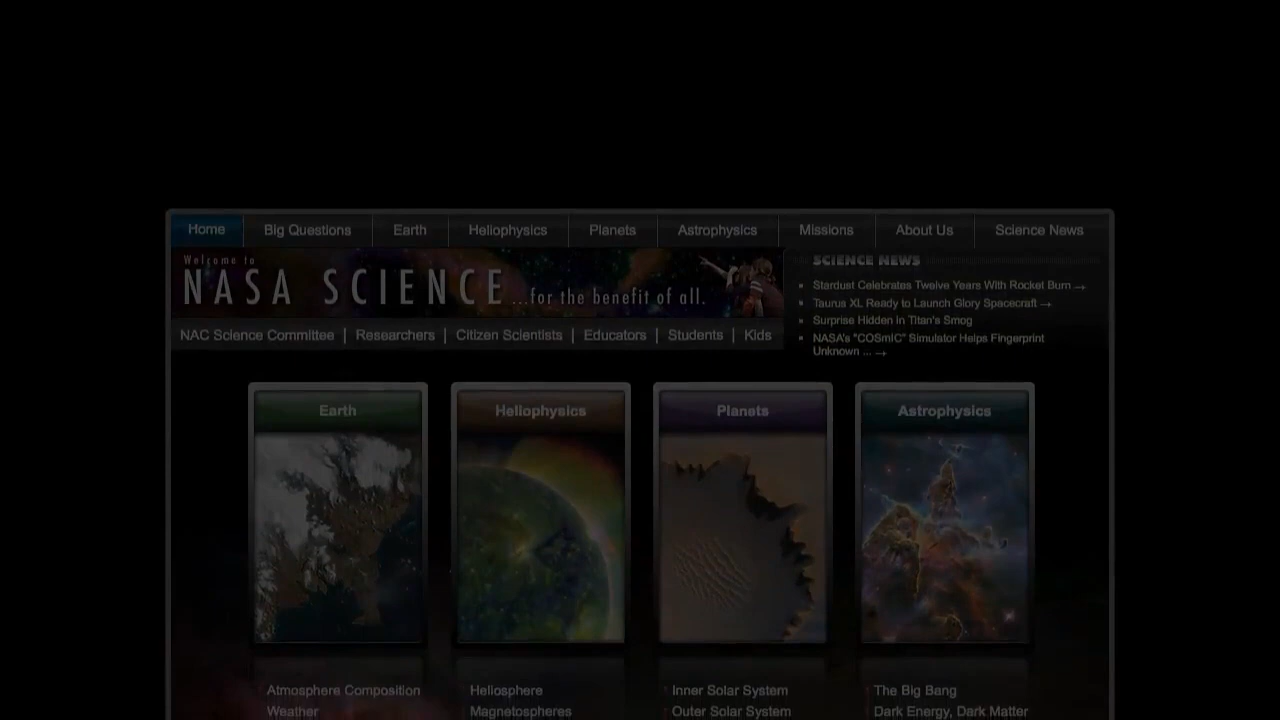 Home Big Questions Earth Heliophysics Planets Astrophysics Missions About Us Science News
Welcome to
NASA SCIENCE ...for the benefit of all.
NAC Science Committee | Researchers | Citizen Scientists | Educators | Students | Kids
SCIENCE NEWS
Stardust Celebrates Twelve Years With Rocket Burn →
Taurus XL Ready to Launch Glory Spacecraft →
Surprise Hidden in Titan's Smog
NASA's "COSmIC" Simulator Helps Fingerprint
Unknown ... →
Earth
Atmosphere Composition
Weather
Heliophysics
Heliosphere
Magnetospheres
Planets
Inner Solar System
Outer Solar System
Astrophysics
The Big Bang
Dark Energy, Dark Matter